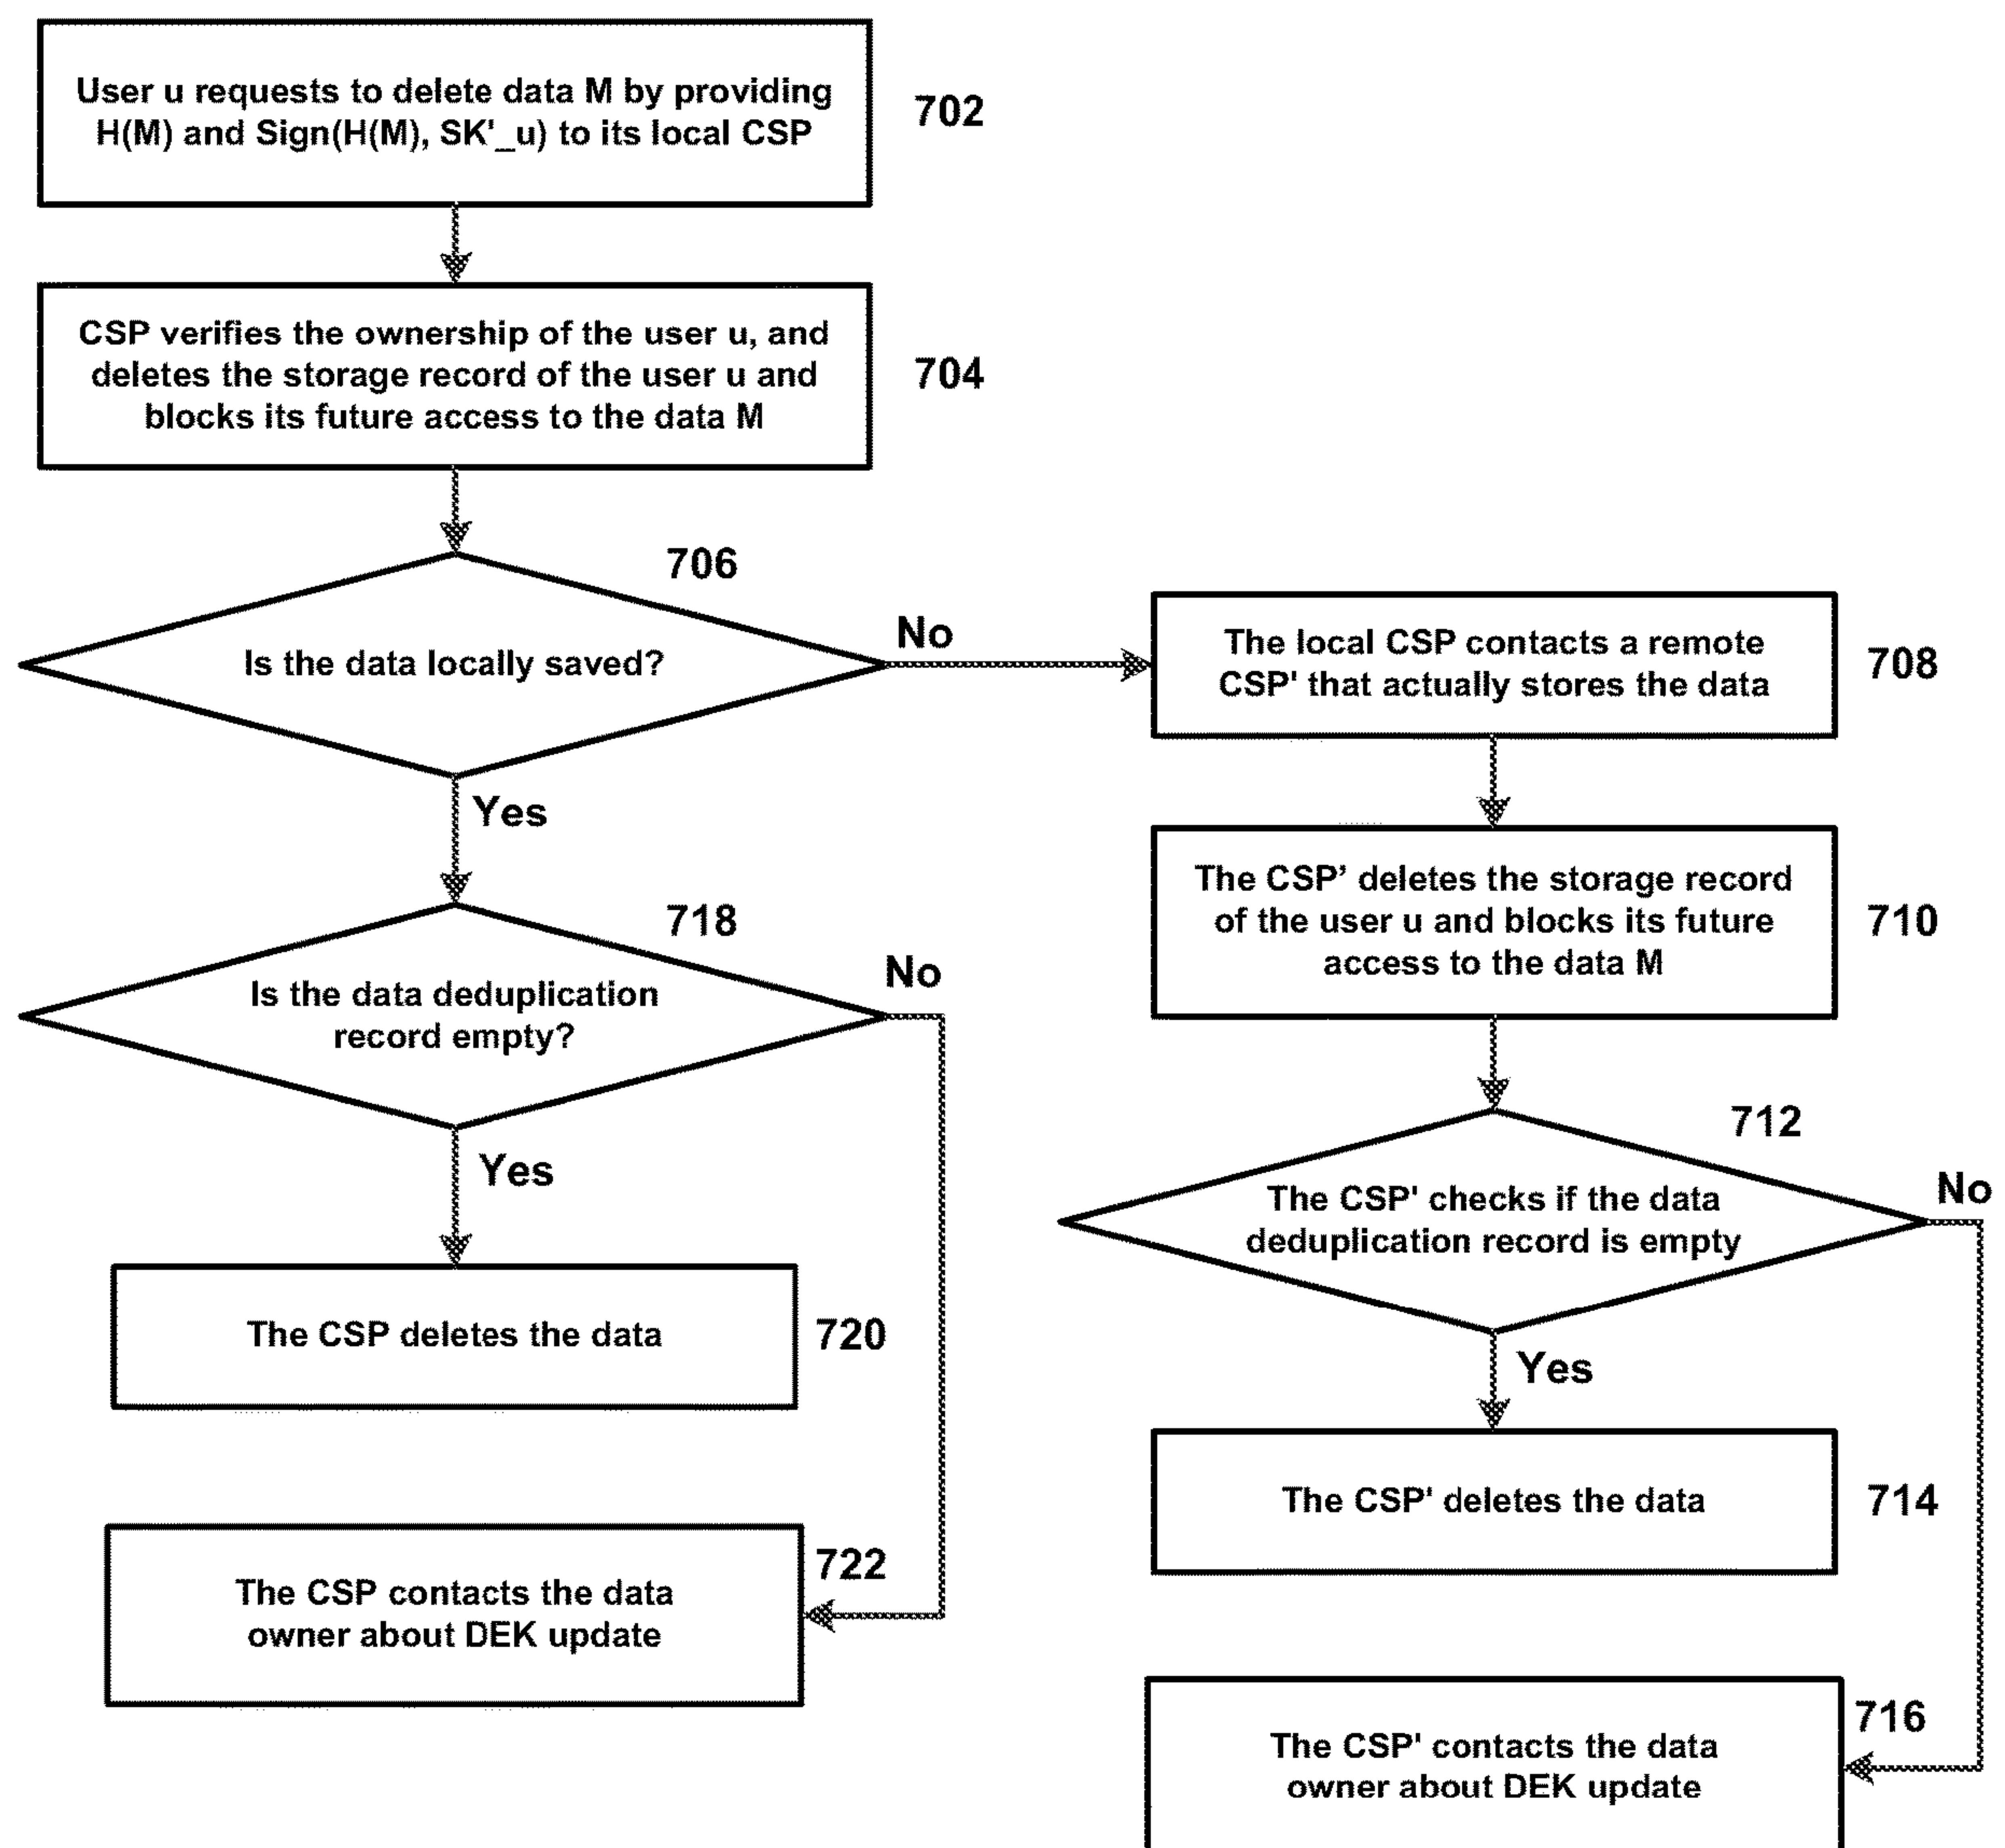 User u requests to delete data M by providing
H(M) and Sign(H(M), SK'_u) to its local CSP
702
CSP verifies the ownership of the user u, and
deletes the storage record of the user u and
blocks its future access to the data M
704
706
Is the data locally saved?
No
Yes
The local CSP contacts a remote
CSP' that actually stores the data
708
The CSP’ deletes the storage record
of the user u and blocks its future
access to the data M
710
718
Is the data deduplication
record empty?
No
Yes
712
The CSP' checks if the data
deduplication record is empty
No
Yes
The CSP deletes the data
720
The CSP' deletes the data
714
722
The CSP contacts the data
owner about DEK update
716
The CSP' contacts the data
owner about DEK update